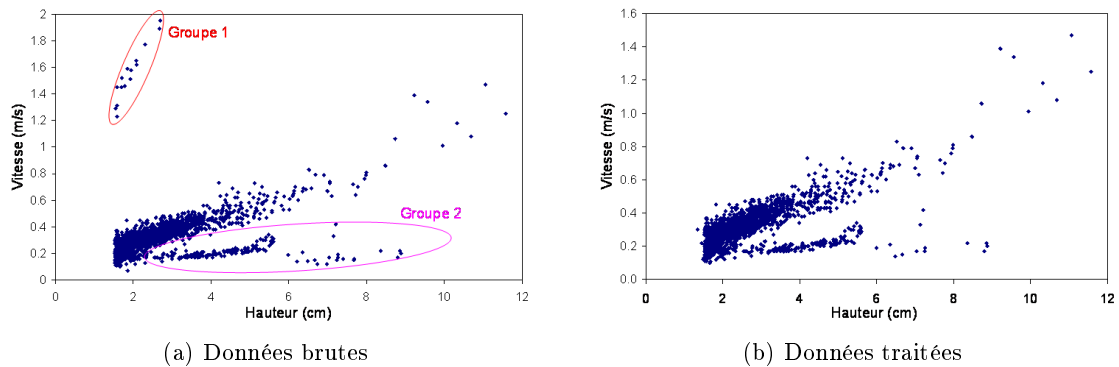 2
1.8
1.6
1.4
1.2
1
0.8
0.6
0.4
0.2
0
Vitesse (m/s)
Groupe 1
Groupe 2
0 2 4 6 8 10 12
Hauteur (cm)
(a) Données brutes
1.6
1.4
1.2
1.0
0.8
0.6
0.4
0.2
0.0
Vitesse (m/s)
0 2 4 6 8 10 12
Hauteur (cm)
(b) Données traitées